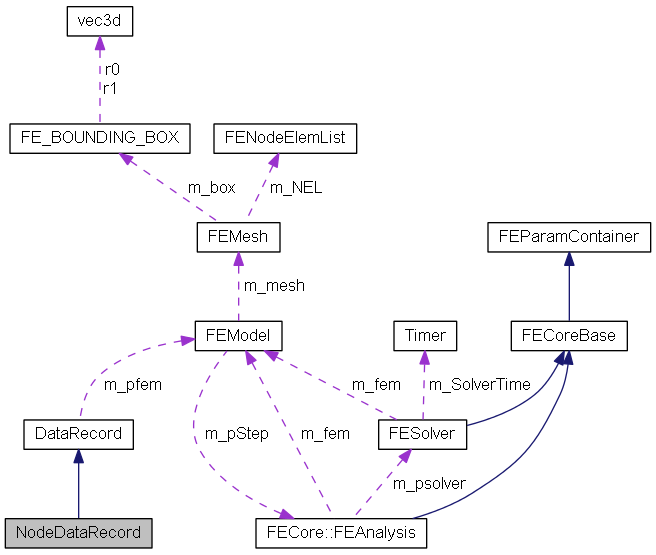 vec3d
r0
r1
FE_BOUNDING_BOX
FENodeElemList
m_box
m_NEL
FEMesh
FEParamContainer
m_mesh
FEModel
Timer
FECoreBase
m_pfem
m_fem
m_SolverTime
DataRecord
m_pStep
m_fem
FESolver
m_psolver
NodeDataRecord
FECore::FEAnalysis